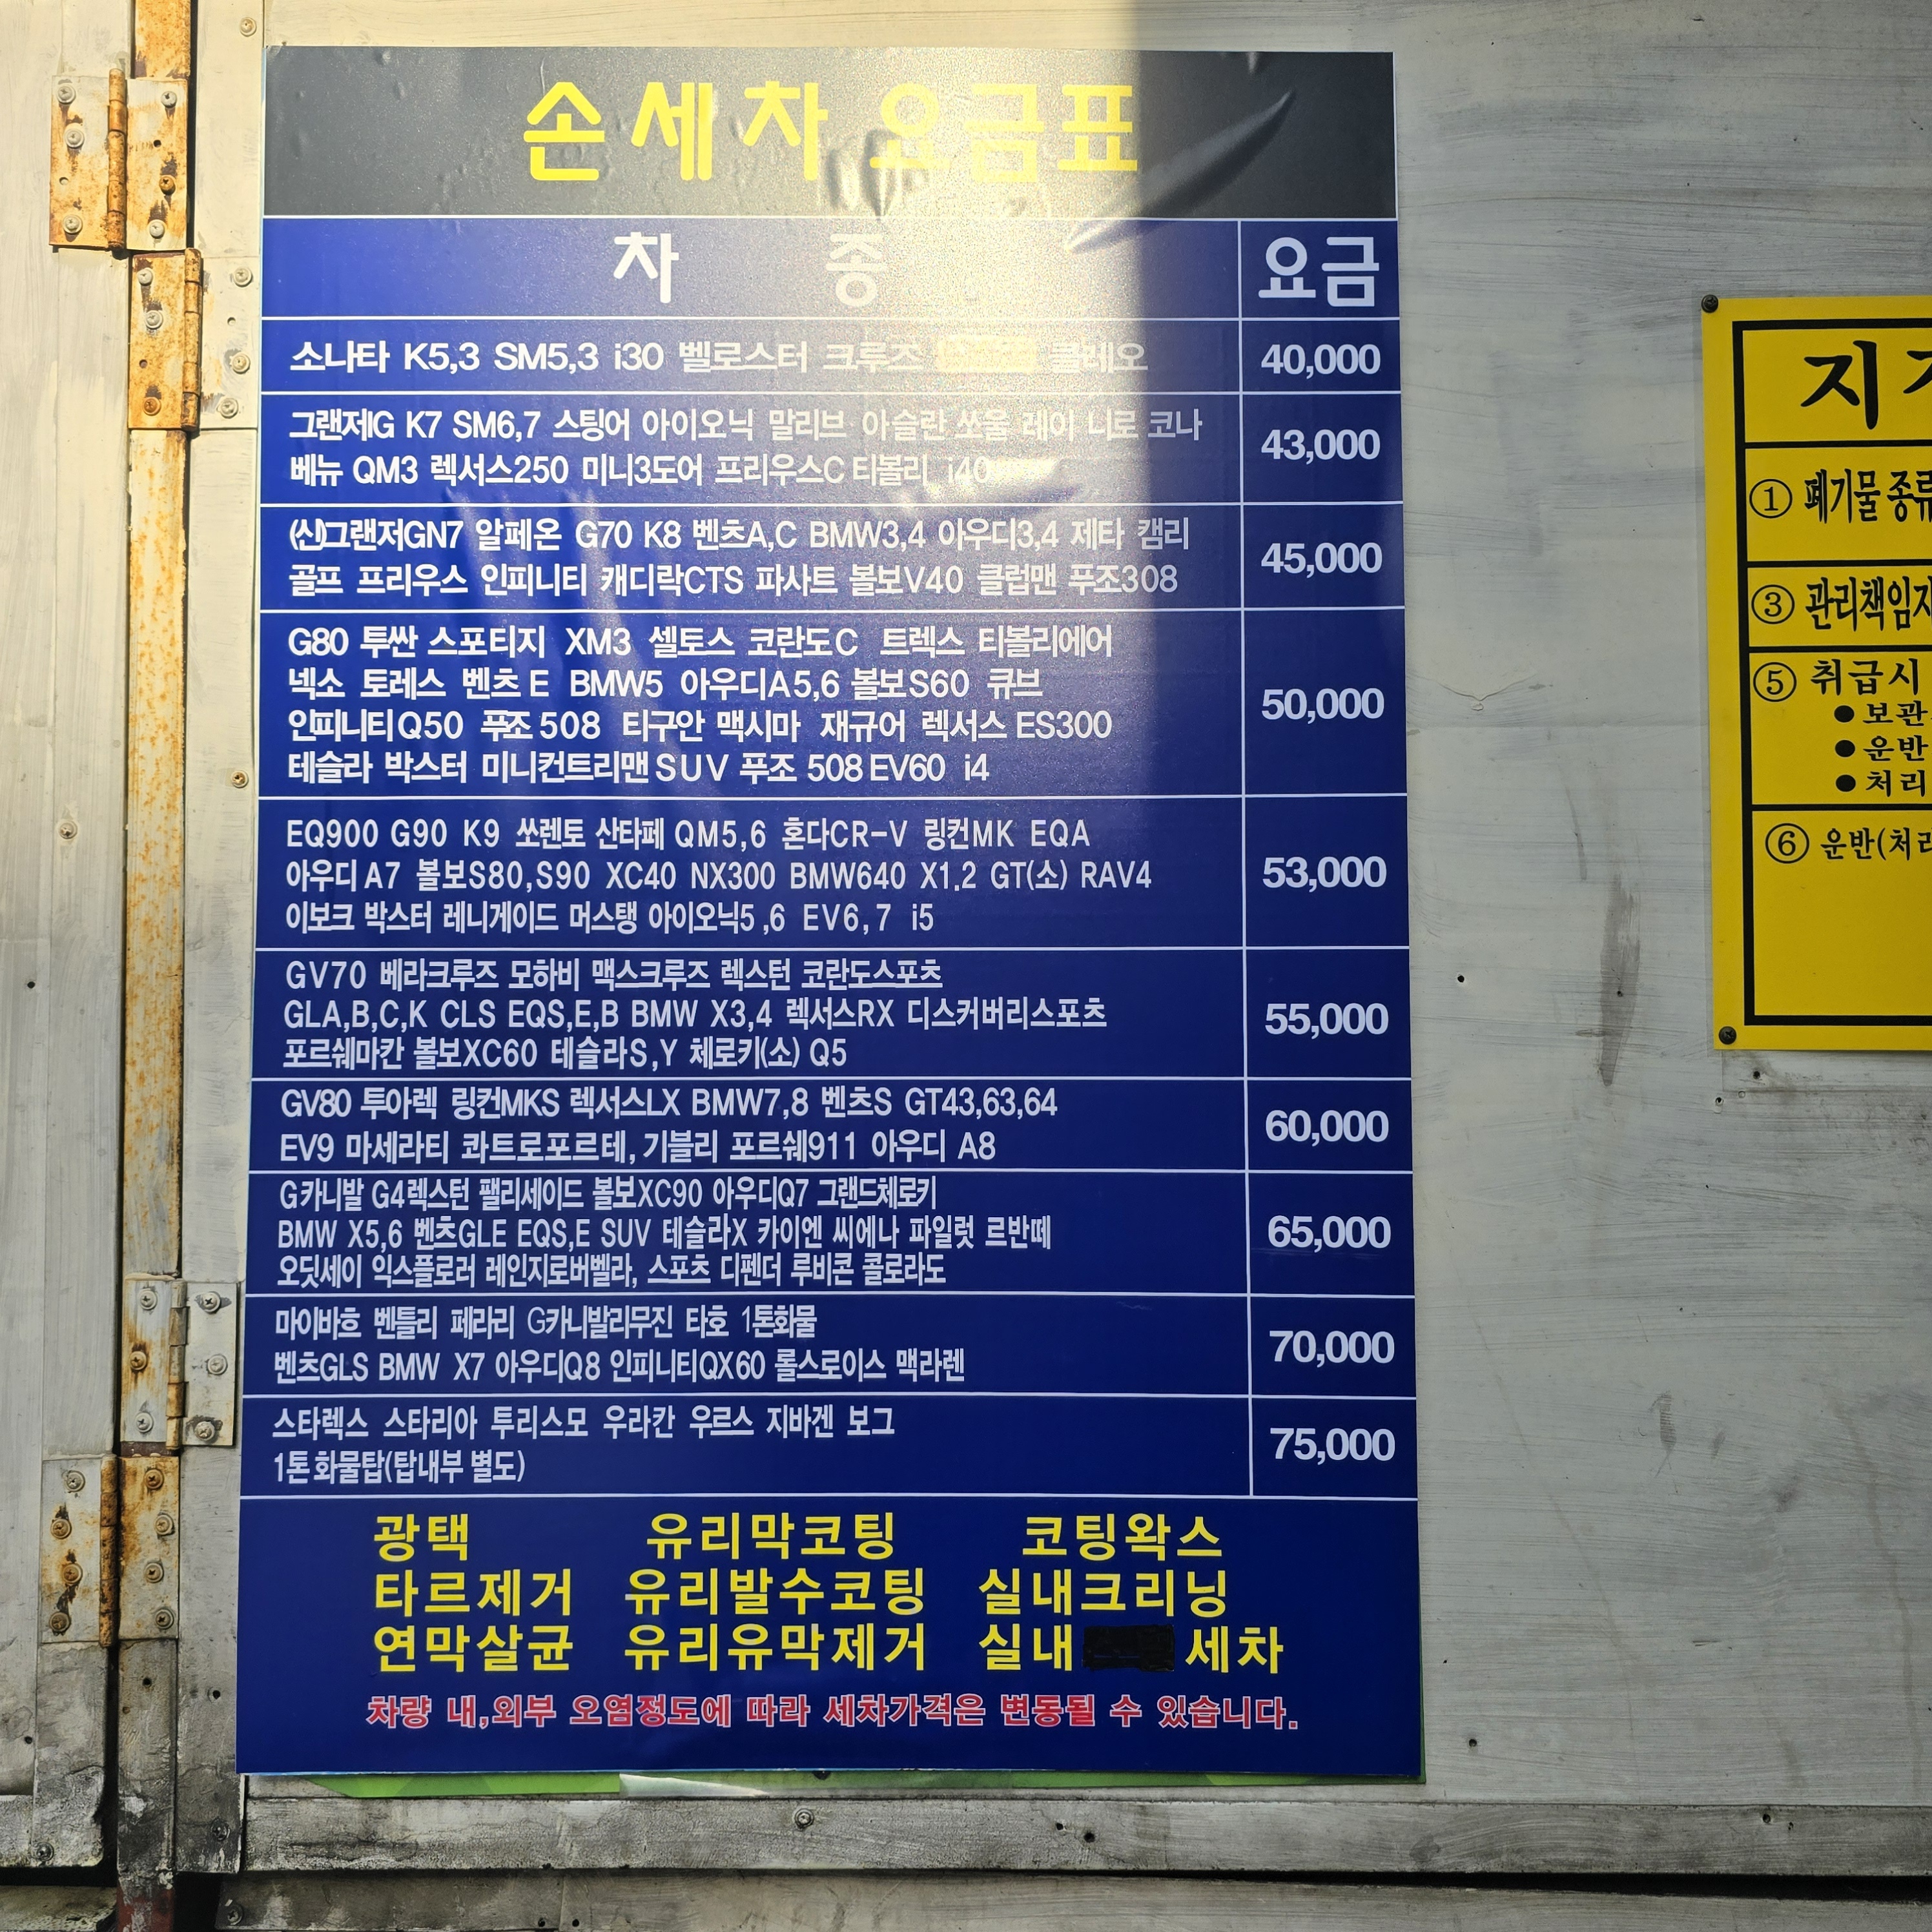 손세차 요금표
차 종 요금
소나타 K5,3 SM5,3 i30 벨로스터 크루즈 클레오 40,000
그랜져IG K7 SM6,7 스팅어 아이오닉 말리브 아슬란 쏘울 레이 니로 코나
베뉴 QM3 렉서스250 미니3도어 프리우스C 티볼리 i40
43,000
(신)그랜저GN7 알페온 G70 K8 벤츠A,C BMW3,4 아우디3,4 제타 캠리
골프 프리우스 인피니티 캐디락CTS 파사트 볼보V40 클럽맨 푸조308
45,000
G80 투싼 스포티지 XM3 셀토스 코란도C 트렉스 티볼리에어
넥소 토레스 벤츠 E BMW5 아우디A5,6 볼보S60 큐브
인피니티Q50 푸조 508 티구안 맥시마 재규어 렉서스 ES300
테슬라 박스터 미니컨트리맨 SUV 푸조 508 EV60 i4
50,000
EQ900 G90 K9 쏘렌토 산타페 QM5,6 혼다CR-V 링컨MK EQA
아우디 A7 볼보S80,S90 XC40 NX300 BMW640 X1.2 GT(소) RAV4
이보크 박스터 레니게이드 머스탱 아이오닉5,6 EV6,7 i5
53,000
GV70 베라크루즈 모하비 맥스크루즈 렉스턴 코란도스포츠
GLA,B,C,K CLS EQS,E,B BMW X3,4 렉서스RX 디스커버리스포츠
포르쉐마칸 볼보XC60 테슬라S,Y 체로키(소) Q5
55,000
GV80 투아렉 링컨MKS 렉서스LX BMW7,8 벤츠S GT43,63,64
EV9 마세라티 콰트로포르테, 기블리 포르쉐911 아우디 A8
60,000
G카니발 G4렉스턴 팰리세이드 볼보XC90 아우디Q7 그랜드체로키
BMW X5,6 벤츠GLE EQS,E SUV 테슬라X 카이엔 씨에나 파일럿 르반떼
오딧세이 익스플로러 레인지로버벨라, 스포츠 디펜더 루비콘 콜로라도
65,000
마이바흐 벤틀리 페라리 G카니발리무진 타호 1톤화물
벤츠GLS BMW X7 아우디Q8 인피니티QX60 롤스로이스 맥라렌
70,000
스타렉스 스타리아 투리스모 우라칸 우르스 지바겐 보그
1톤 화물탑(탑내부 별도)
75,000
광택 유리막코팅 코팅왁스
타르제거 유리발수코팅 실내크리닝
연막살균 유리유막제거 실내 세차
차량 내,외부 오염정도에 따라 세차가격은 변동될 수 있습니다.
① 폐기물
③ 관리책임
⑤ 취급시
● 보관
● 운반
● 처리
⑥ 운반(처리